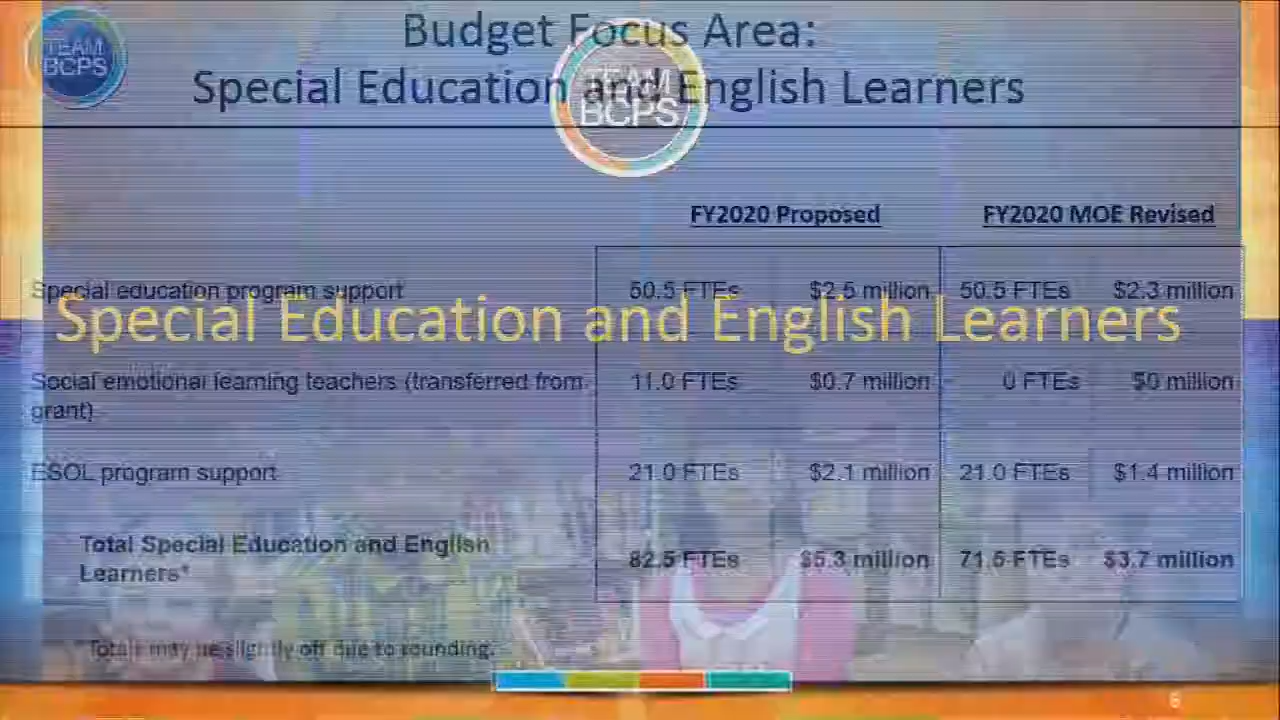 TEAM
BCPS
Budget Focus Area:
Special Education and English Learners
TEAM
BCPS
FY2020 Proposed FY2020 MOE Revised
Special education program support 50.5 FTEs $2.5 million 50.5 FTEs $2.3 million
Special Education and English Learners
Social emotional learning teachers (transferred from 11.0 FTEs $0.7 million 0 FTEs $0 million
grant)
ESOL program support 21.0 FTEs $2.1 million 21.0 FTEs $1.4 million
Total Special Education and English
Learners* 82.5 FTEs $5.3 million 71.5 FTEs $3.7 million
* Totals may be slightly off due to rounding.
6